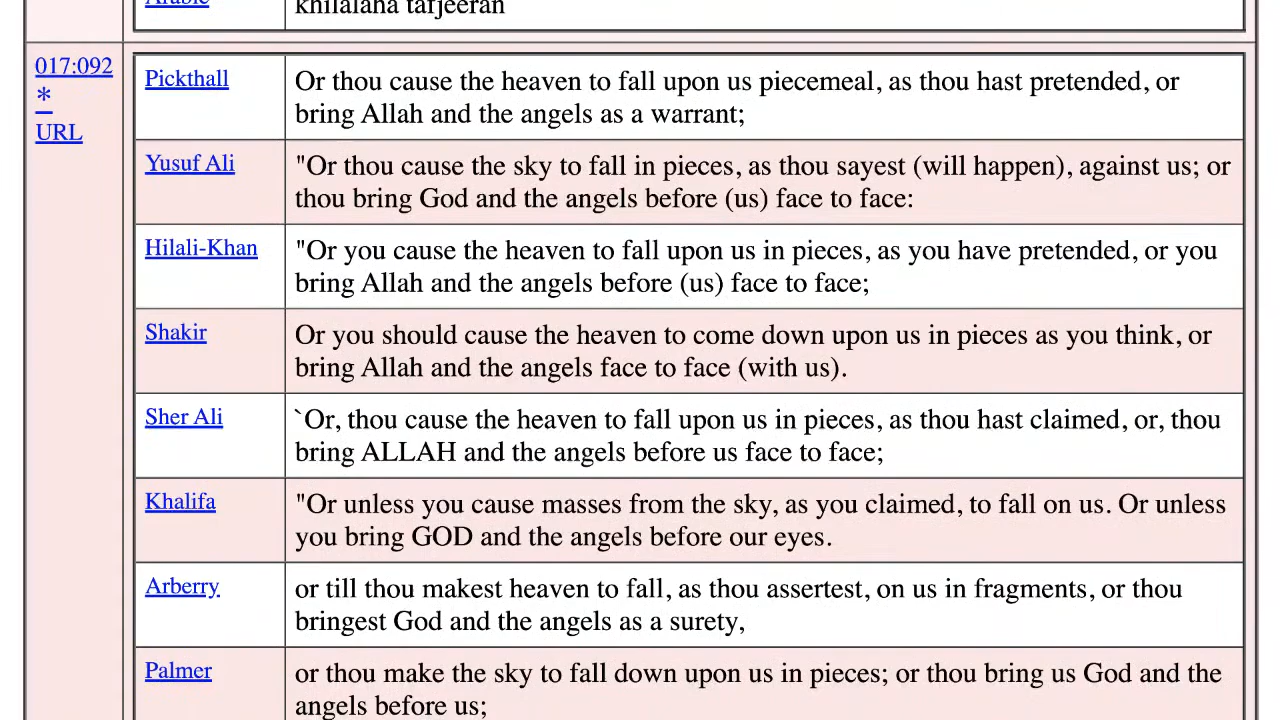 Arabic
khilalaha tafjeeran
017:092
*
URL
Pickthall
Or thou cause the heaven to fall upon us piecemeal, as thou hast pretended, or
bring Allah and the angels as a warrant;
Yusuf Ali
"Or thou cause the sky to fall in pieces, as thou sayest (will happen), against us; or
thou bring God and the angels before (us) face to face:
Hilali-Khan
"Or you cause the heaven to fall upon us in pieces, as you have pretended, or you
bring Allah and the angels before (us) face to face;
Shakir
Or you should cause the heaven to come down upon us in pieces as you think, or
bring Allah and the angels face to face (with us).
Sher Ali
`Or, thou cause the heaven to fall upon us in pieces, as thou hast claimed, or, thou
bring ALLAH and the angels before us face to face;
Khalifa
"Or unless you cause masses from the sky, as you claimed, to fall on us. Or unless
you bring GOD and the angels before our eyes.
Arberry
or till thou makest heaven to fall, as thou assertest, on us in fragments, or thou
bringest God and the angels as a surety,
Palmer
or thou make the sky to fall down upon us in pieces; or thou bring us God and the
angels before us;